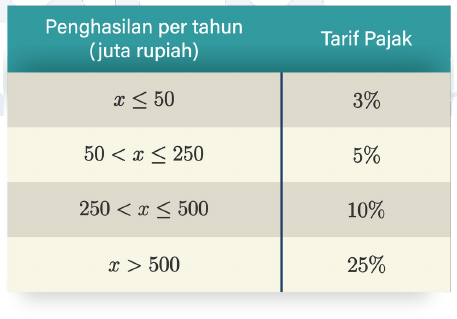 Penghasilan per tahun
(juta rupiah)
Tarif Pajak
x ≤ 50
3%
50 < x ≤ 250
5%
250 < x ≤ 500
10%
x > 500
25%